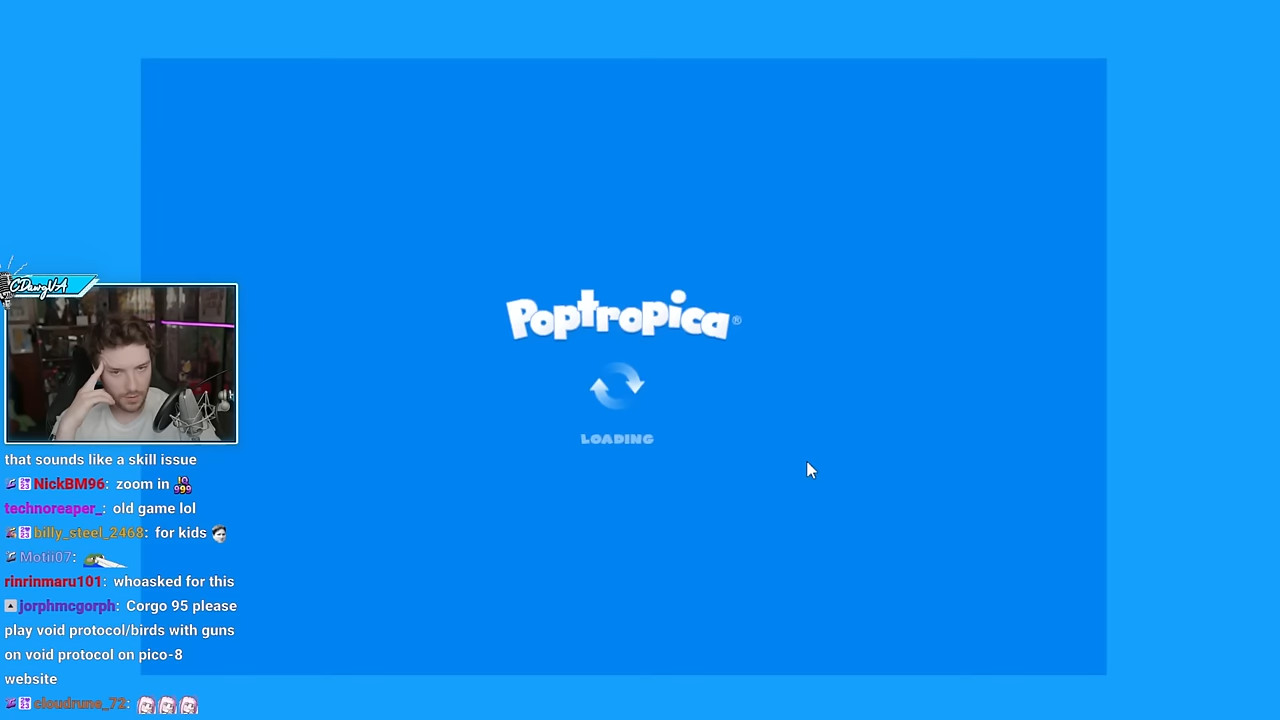 Poptropica®
LOADING
CDawgVA
that sounds like a skill issue
NickBM96: zoom in
technoreaper_: old game lol
billy_steel_2468: for kids
Motii07:
rinrinmaru101: whoasked for this
jorphmcgorph: Corgo 95 please
play void protocol/birds with guns
on void protocol on pico-8
website
cloudrune_72: